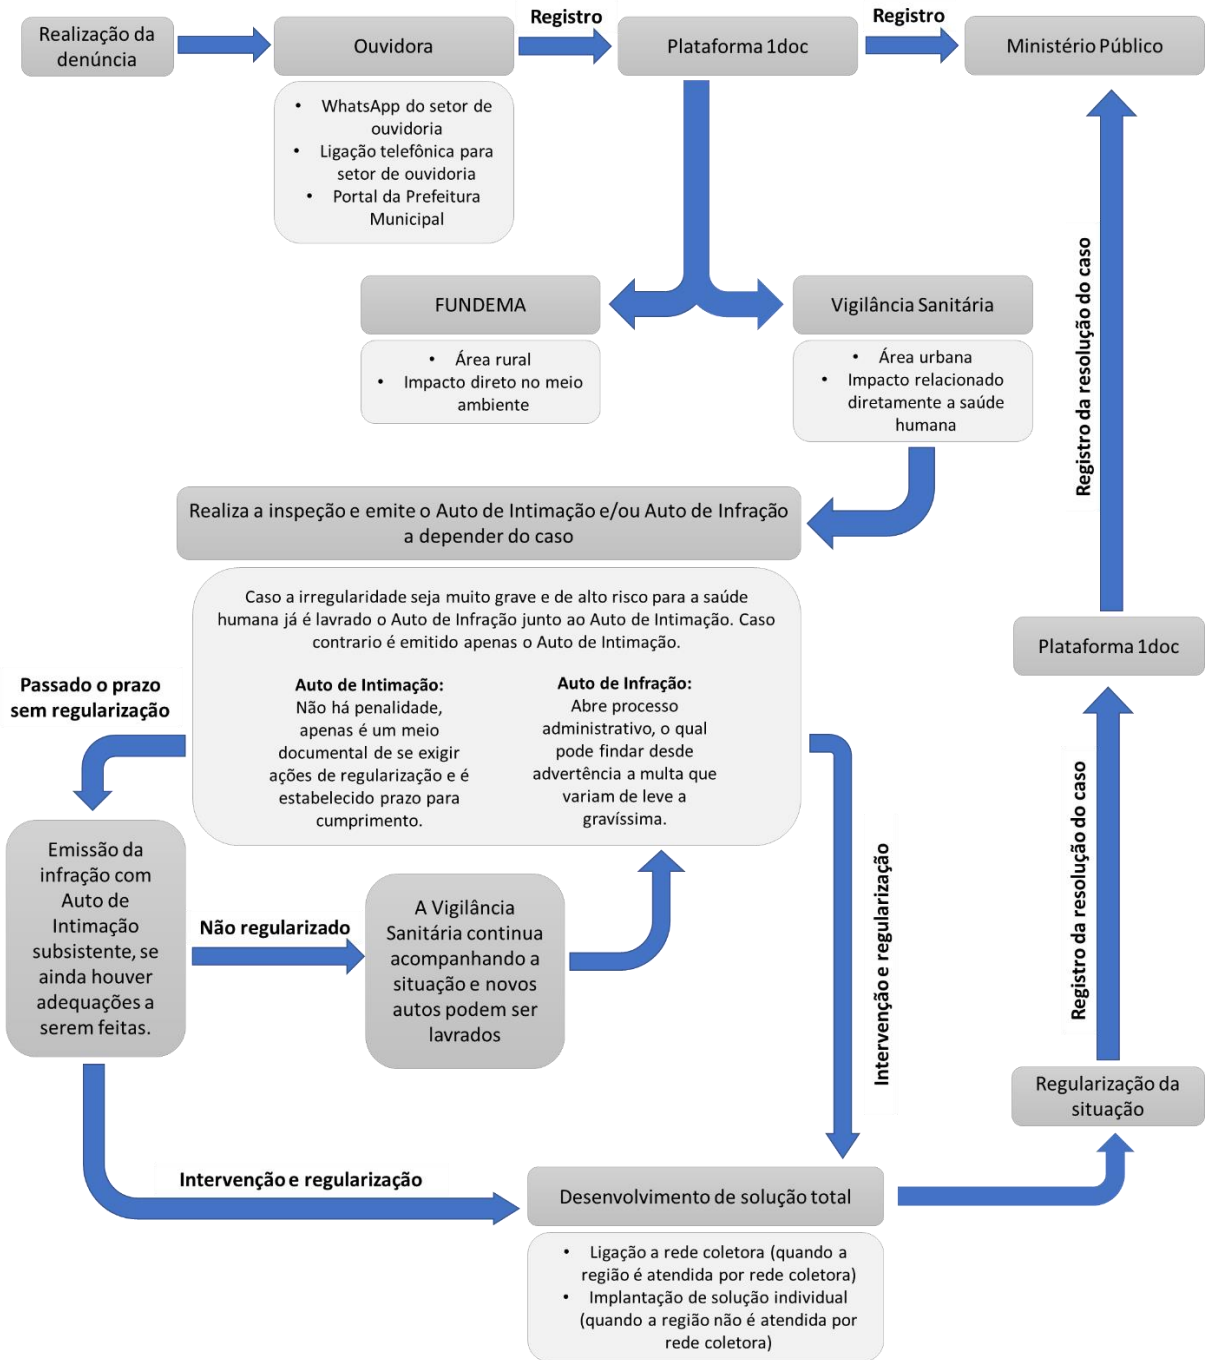 Realização da
denúncia
Ouvidora
Registro
Plataforma 1doc
Registro
Ministério Público
• WhatsApp do setor de
ouvidoria
• Ligação telefônica para
setor de ouvidoria
• Portal da Prefeitura
Municipal
FUNDEMA
• Área rural
• Impacto direto no meio
ambiente
Vigilância Sanitária
• Área urbana
• Impacto relacionado
diretamente a saúde
humana
Realiza a inspeção e emite o Auto de Intimação e/ou Auto de Infração
a depender do caso
Caso a irregularidade seja muito grave e de alto risco para a saúde
humana já é lavrado o Auto de Infração junto ao Auto de Intimação. Caso
contrario é emitido apenas o Auto de Intimação.
Auto de Intimação:
Não há penalidade,
apenas é um meio
documental de se exigir
ações de regularização e é
estabelecido prazo para
cumprimento.
Auto de Infração:
Abre processo
administrativo, o qual
pode findar desde
advertência a multa que
variam de leve a
gravíssima.
Passado o prazo
sem regularização
Emissão da
infração com
Auto de
Intimação
subsistente, se
ainda houver
adequações a
serem feitas.
Não regularizado
A Vigilância
Sanitária continua
acompanhando a
situação e novos
autos podem ser
lavrados
Intervenção e regularização
Intervenção e regularização
Desenvolvimento de solução total
• Ligação a rede coletora (quando a
região é atendida por rede coletora)
• Implantação de solução individual
(quando a região não é atendida por
rede coletora)
Regularização da
situação
Registro da resolução do caso
Plataforma 1doc
Registro da resolução do caso